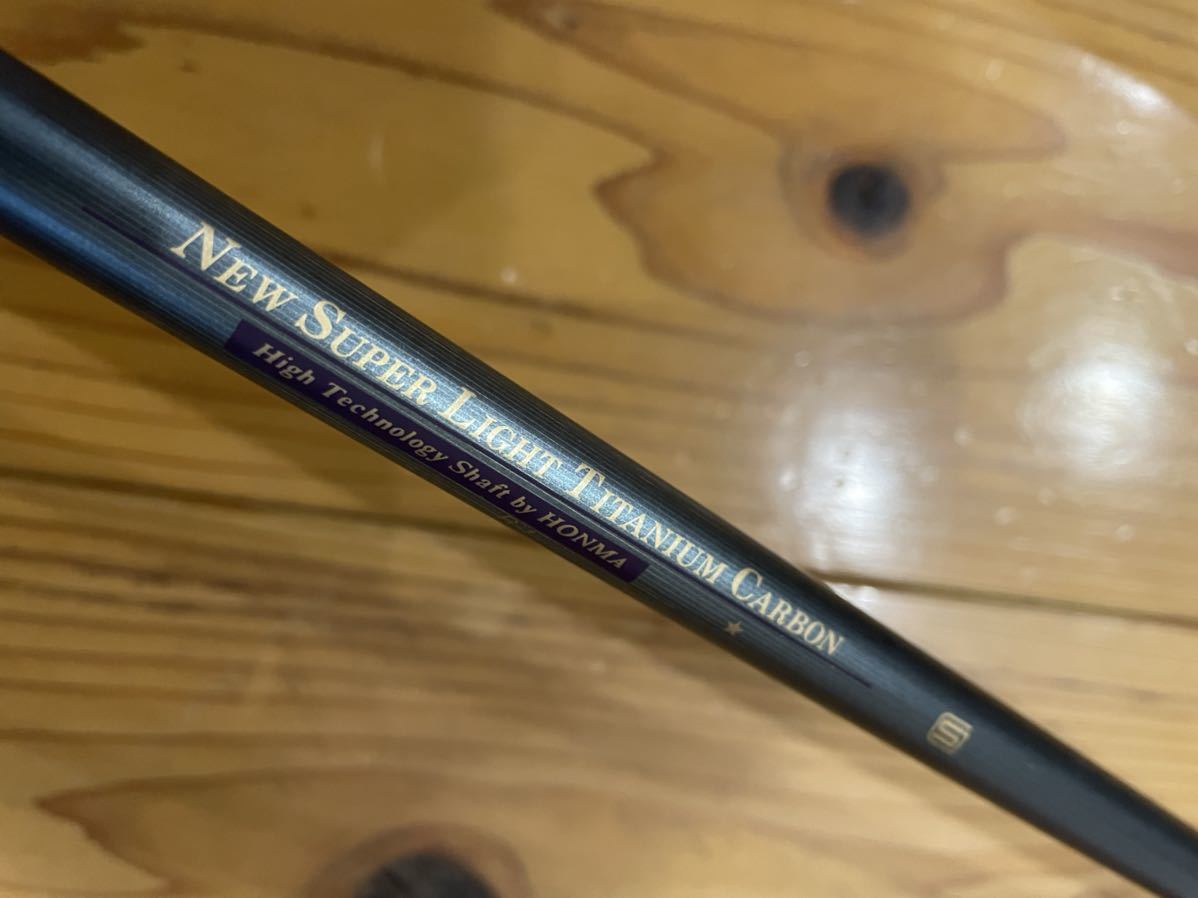 NEW SUPER LIGHT TITANIUM CARBON
High Technology Shaft by HONMA
S